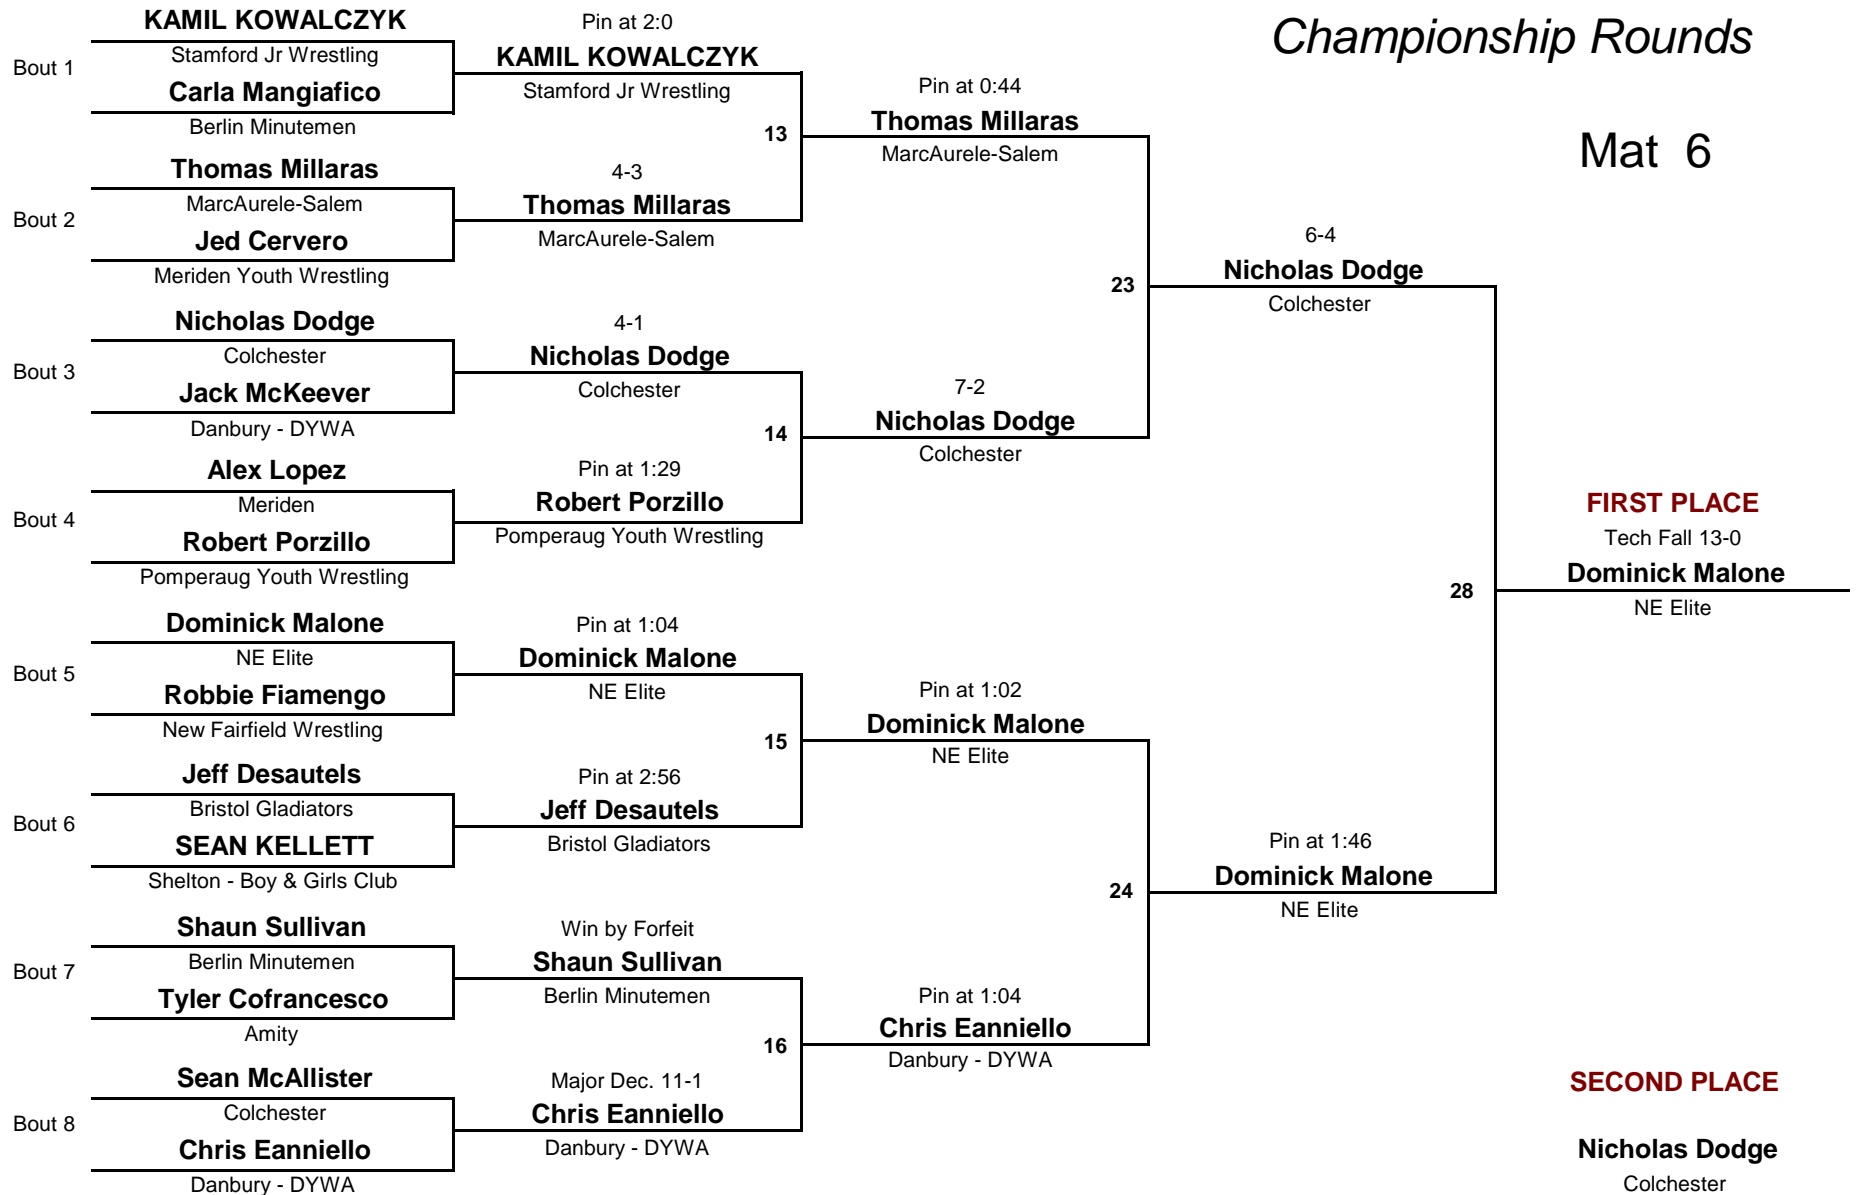 Championship Rounds
Mat 6
KAMIL KOWALCZYK
Bout 1
Stamford Jr Wrestling
Carla Mangiafico
Berlin Minutemen
Thomas Millaras
Bout 2
MarcAurele-Salem
Jed Cervero
Meriden Youth Wrestling
Nicholas Dodge
Bout 3
Colchester
Jack McKeever
Danbury - DYWA
Alex Lopez
Bout 4
Meriden
Robert Porzillo
Pomperaug Youth Wrestling
Dominick Malone
Bout 5
NE Elite
Robbie Fiamengo
New Fairfield Wrestling
Jeff Desautels
Bout 6
Bristol Gladiators
SEAN KELLETT
Shelton - Boy & Girls Club
Shaun Sullivan
Bout 7
Berlin Minutemen
Tyler Cofrancesco
Amity
Sean McAllister
Bout 8
Colchester
Chris Eanniello
Danbury - DYWA
Pin at 2:0
KAMIL KOWALCZYK
Stamford Jr Wrestling
13
4-3
Thomas Millaras
MarcAurele-Salem
4-1
Nicholas Dodge
Colchester
14
Pin at 1:29
Robert Porzillo
Pomperaug Youth Wrestling
Pin at 1:04
Dominick Malone
NE Elite
15
Pin at 2:56
Jeff Desautels
Bristol Gladiators
Win by Forfeit
Shaun Sullivan
Berlin Minutemen
16
Major Dec. 11-1
Chris Eanniello
Danbury - DYWA
Pin at 0:44
Thomas Millaras
MarcAurele-Salem
23
7-2
Nicholas Dodge
Colchester
Pin at 1:02
Dominick Malone
NE Elite
24
Pin at 1:04
Chris Eanniello
Danbury - DYWA
6-4
Nicholas Dodge
Colchester
28
Pin at 1:46
Dominick Malone
NE Elite
FIRST PLACE
Tech Fall 13-0
Dominick Malone
NE Elite
SECOND PLACE
Nicholas Dodge
Colchester